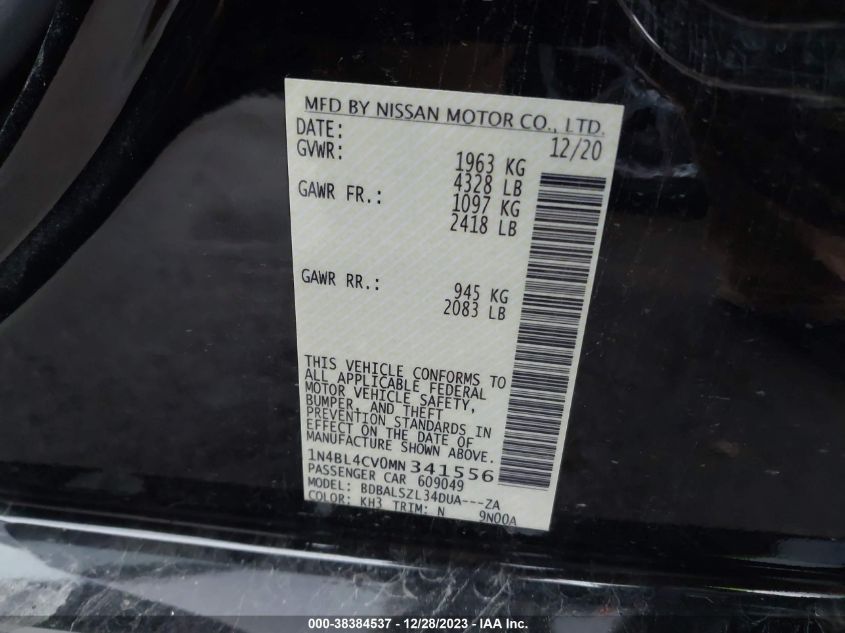 MFD BY NISSAN MOTOR CO., LTD.
DATE: 12/20
GVWR: 1963 KG
4328 LB
GAWR FR.: 1097 KG
2418 LB
GAWR RR.: 945 KG
2083 LB
THIS VEHICLE CONFORMS TO
ALL APPLICABLE FEDERAL
MOTOR VEHICLE SAFETY,
BUMPER, AND THEFT
PREVENTION STANDARDS IN
EFFECT ON THE DATE OF
MANUFACTURE SHOWN ABOVE.
1N4BL4CV0MN341556
PASSENGER CAR 609049
MODEL: BDBALSZL34DUA---ZA
COLOR: KH3 TRIM: N 9N00A
000-38384537 - 12/28/2023 - IAA Inc.